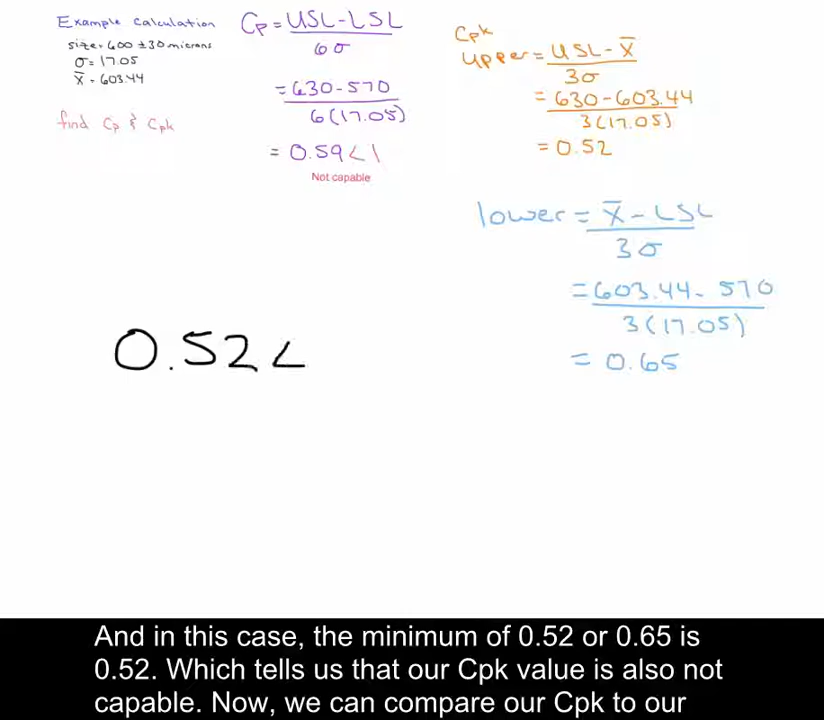 Example Calculation
size: 600 ±30 microns
σ = 17.05
x̄ = 603.44
find Cp & Cpk
Cp = USL - LSL
6σ
= 630 - 570
6(17.05)
= 0.59 < 1
Not capable
Cpk
upper = USL - x̄
3σ
= 630 - 603.44
3(17.05)
= 0.52
lower = x̄ - LSL
3σ
= 603.44 - 570
3(17.05)
= 0.65
0.52 <
And in this case, the minimum of 0.52 or 0.65 is
0.52. Which tells us that our Cpk value is also not
capable. Now, we can compare our Cpk to our